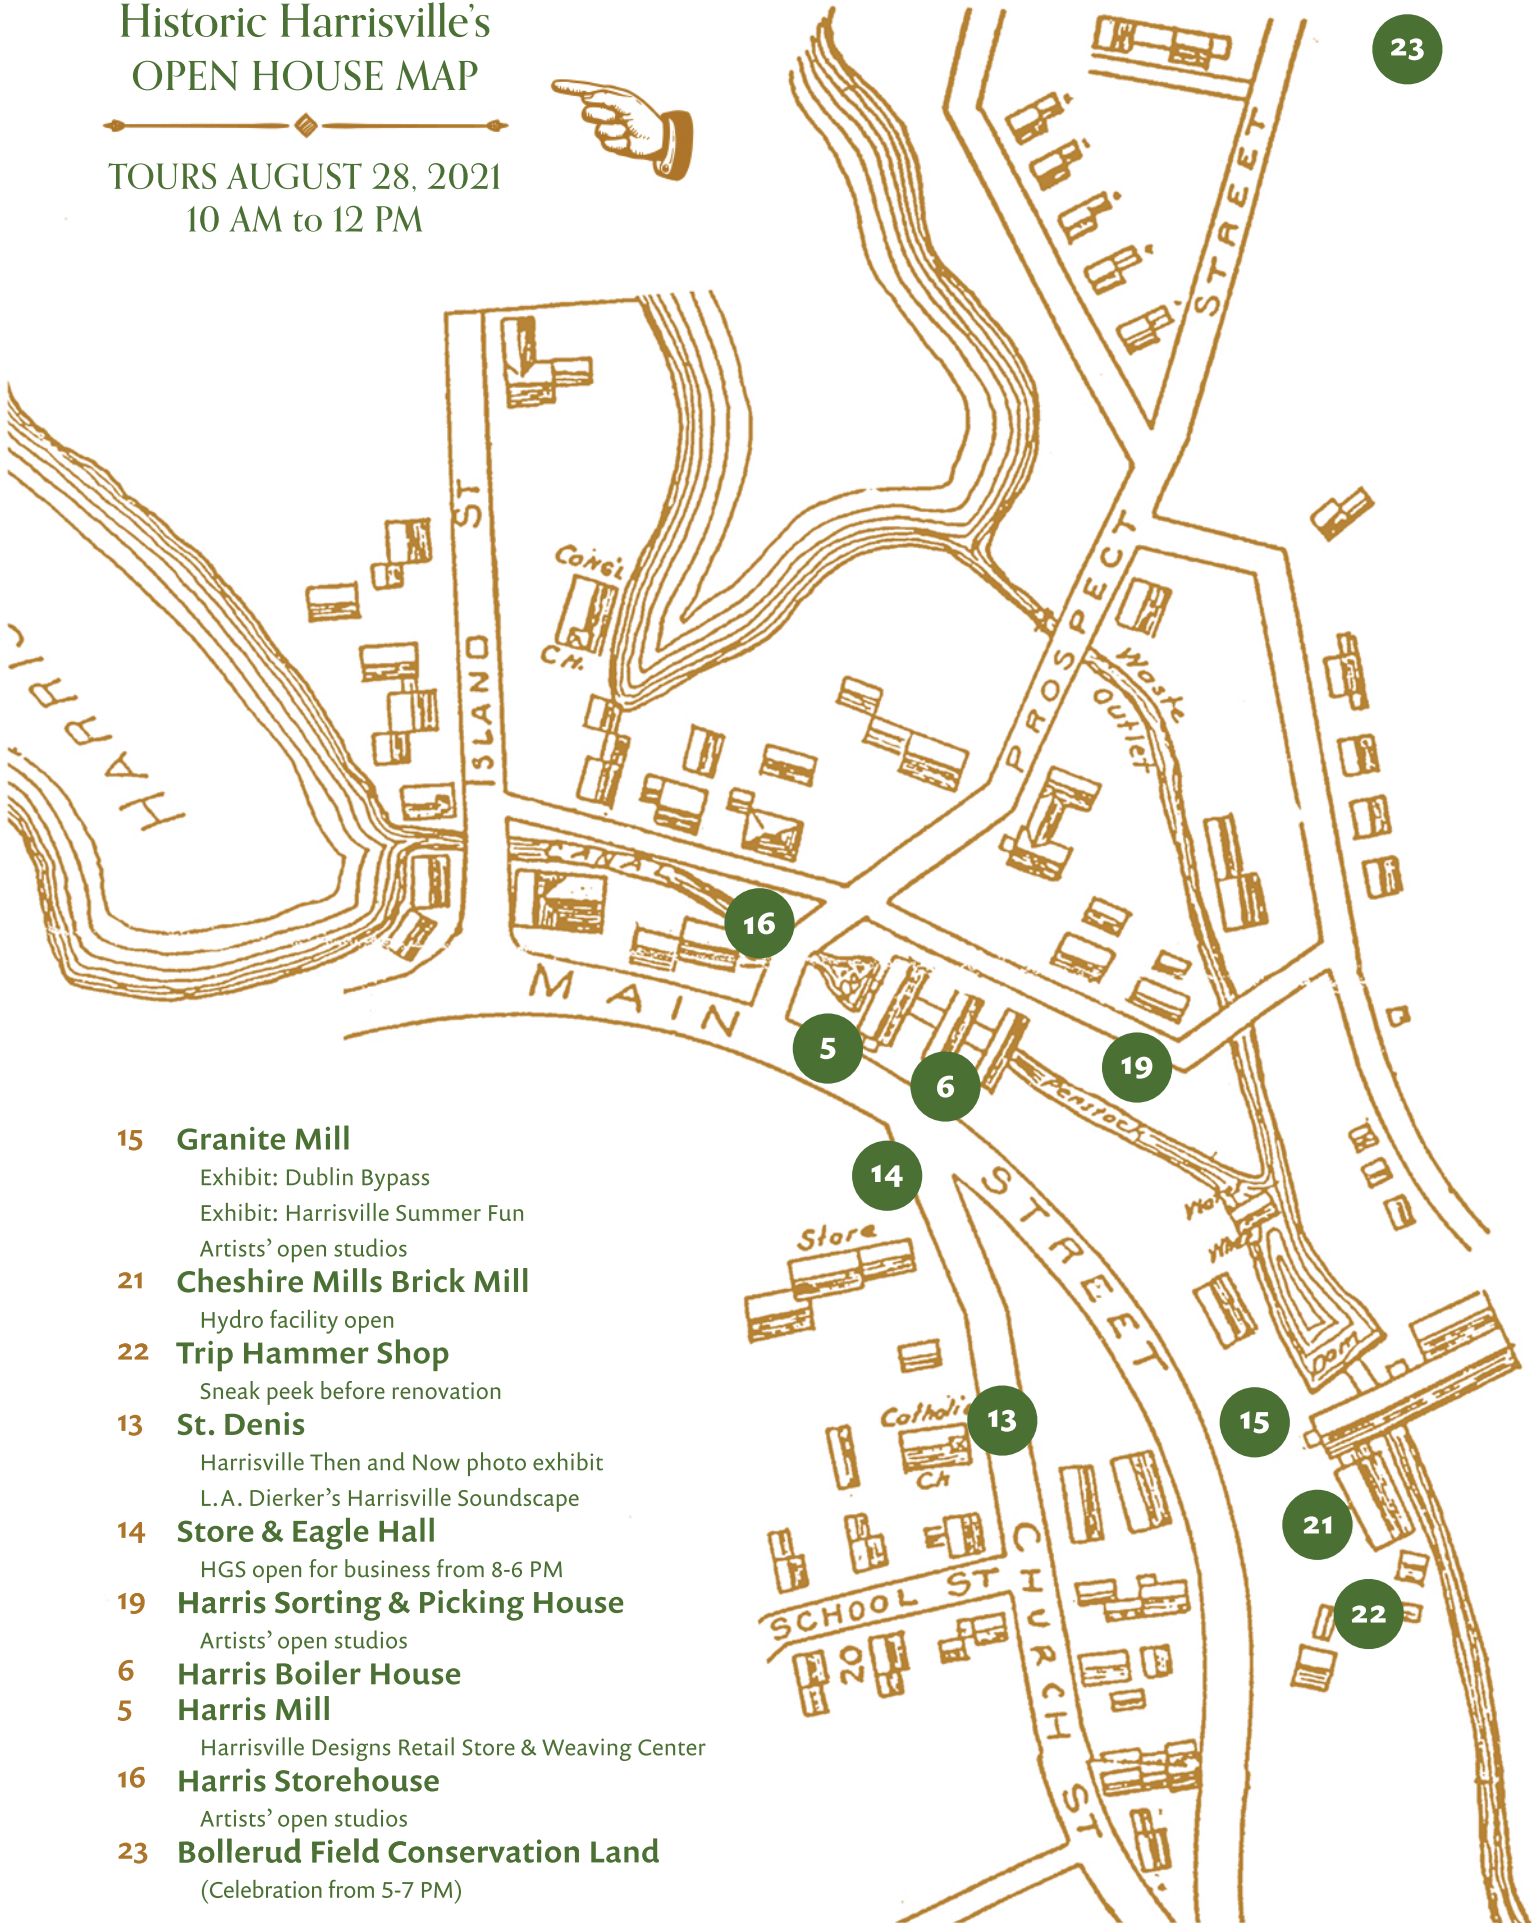 Historic Harrisville’s
OPEN HOUSE MAP
TOURS AUGUST 28, 2021
10 AM to 12 PM
23
STREET
ISLAND ST
CONG'L
C.H.
PROSPECT
Waste
Outlet
HARRIS
CANAL
16
MAIN
5
6
19
Penstock
14
STREET
Water
Wheel
Store
Dam
Catholic
Ch
13
15
21
22
SCHOOL ST
20
CHURCH ST
15 Granite Mill
Exhibit: Dublin Bypass
Exhibit: Harrisville Summer Fun
Artists’ open studios
21 Cheshire Mills Brick Mill
Hydro facility open
22 Trip Hammer Shop
Sneak peek before renovation
13 St. Denis
Harrisville Then and Now photo exhibit
L.A. Dierker’s Harrisville Soundscape
14 Store & Eagle Hall
HGS open for business from 8-6 PM
19 Harris Sorting & Picking House
Artists’ open studios
6 Harris Boiler House
5 Harris Mill
Harrisville Designs Retail Store & Weaving Center
16 Harris Storehouse
Artists’ open studios
23 Bollerud Field Conservation Land
(Celebration from 5-7 PM)